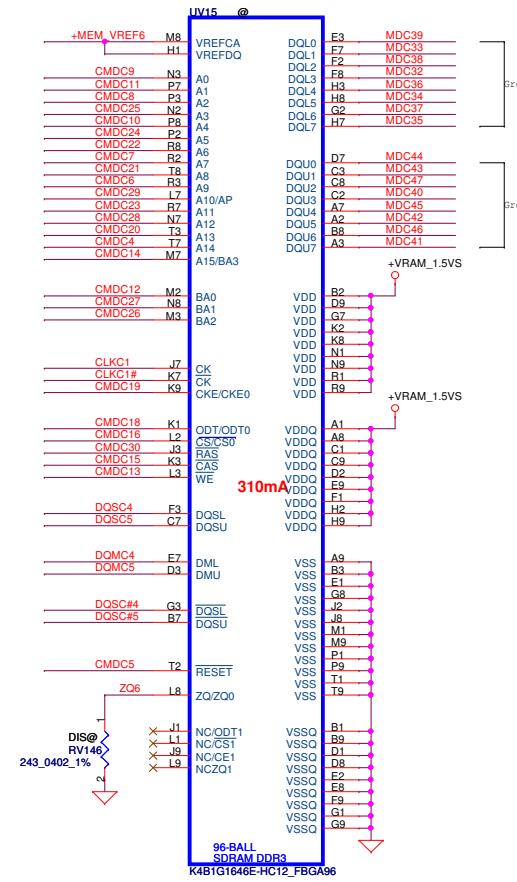 UV15 @
+MEM_VREF6 M8 VREFCA E3 DQL0 MDC39
H1 VREFDQ F7 DQL1 MDC33
F2 DQL2 MDC38
CMDC9 N3 A0 F8 DQL3 MDC32
CMDC11 P7 A1 H3 DQL4 MDC36
CMDC8 P3 A2 H8 DQL5 MDC34
CMDC25 N2 A3 G2 DQL6 MDC37
CMDC10 P8 A4 H7 DQL7 MDC35
CMDC24 P2 A5
CMDC22 R8 A6
CMDC7 R2 A7 D7 DQU0 MDC44
CMDC21 T8 A8 C3 DQU1 MDC43
CMDC6 R3 A9 C8 DQU2 MDC47
CMDC29 L7 A10/AP C2 DQU3 MDC40
CMDC23 R7 A11 A7 DQU4 MDC45
CMDC28 N7 A12 A2 DQU5 MDC42
CMDC20 T3 A13 B8 DQU6 MDC46
CMDC4 T7 A14 A3 DQU7 MDC41
CMDC14 M7 A15/BA3
+VRAM_1.5VS
CMDC12 M2 BA0 VDD B2
CMDC27 N8 BA1 VDD D9
CMDC26 M3 BA2 VDD G7
VDD K2
VDD K8
VDD N1
CLKC1 J7 CK VDD N9
CLKC1# K7 CK VDD R1
CMDC19 K9 CKE/CKE0 VDD R9
+VRAM_1.5VS
CMDC18 K1 ODT/ODT0 VDDQ A1
CMDC16 L2 CS/CS0 VDDQ A8
CMDC30 J3 RAS VDDQ C1
CMDC15 K3 CAS VDDQ C9
CMDC13 L3 WE VDDQ D2
310mA VDDQ E9
VDDQ F1
DQSC4 F3 DQSL VDDQ H2
DQSC5 C7 DQSU VDDQ H9
DQMC4 E7 DML VSS A9
DQMC5 D3 DMU VSS B3
VSS E1
VSS G8
DQSC#4 G3 DQSL VSS J2
DQSC#5 B7 DQSU VSS J8
VSS M1
VSS M9
VSS P1
CMDC5 T2 RESET VSS P9
VSS T1
ZQ6 L8 ZQ/ZQ0 VSS T9
1
J1 NC/ODT1 VSSQ B1
DIS@ L1 NC/CS1 VSSQ B9
RV146 J9 NC/CE1 VSSQ D1
243_0402_1% L9 NCZQ1 VSSQ D8
2 VSSQ E2
VSSQ E8
VSSQ F9
VSSQ G1
VSSQ G9
96-BALL
SDRAM DDR3
K4B1G1646E-HC12_FBGA96